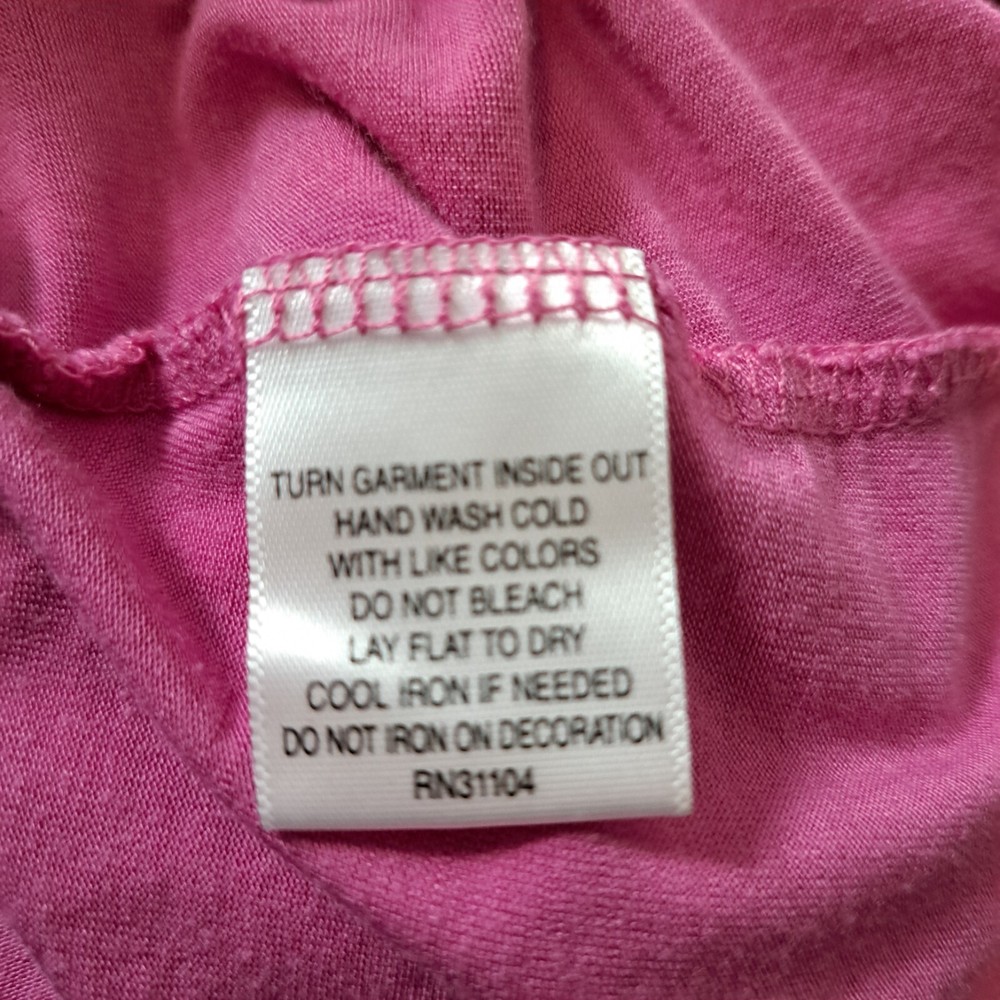 TURN GARMENT INSIDE OUT
HAND WASH COLD
WITH LIKE COLORS
DO NOT BLEACH
LAY FLAT TO DRY
COOL IRON IF NEEDED
DO NOT IRON ON DECORATION
RN31104